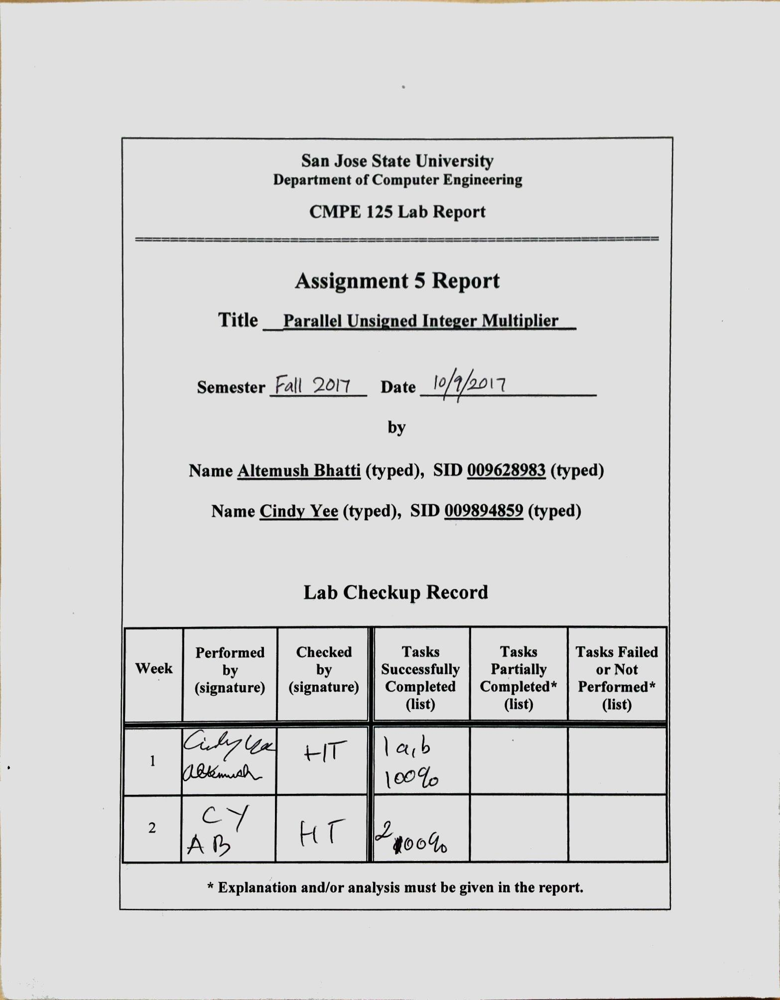 San Jose State University
Department of Computer Engineering
CMPE 125 Lab Report
Assignment 5 Report
Title Parallel Unsigned Integer Multiplier
Semester Fall 2017 Date 10/9/2017
by
Name Altemush Bhatti (typed), SID 009628983 (typed)
Name Cindy Yee (typed), SID 009894859 (typed)
Lab Checkup Record
Week
Performed
by
(signature)
Checked
by
(signature)
Tasks
Successfully
Completed
(list)
Tasks
Partially
Completed*
(list)
Tasks Failed
or Not
Performed*
(list)
1
Cindy Yee
Altemush
HT
1 a,b
100%
2
CY
AB
HT
2 100%
* Explanation and/or analysis must be given in the report.